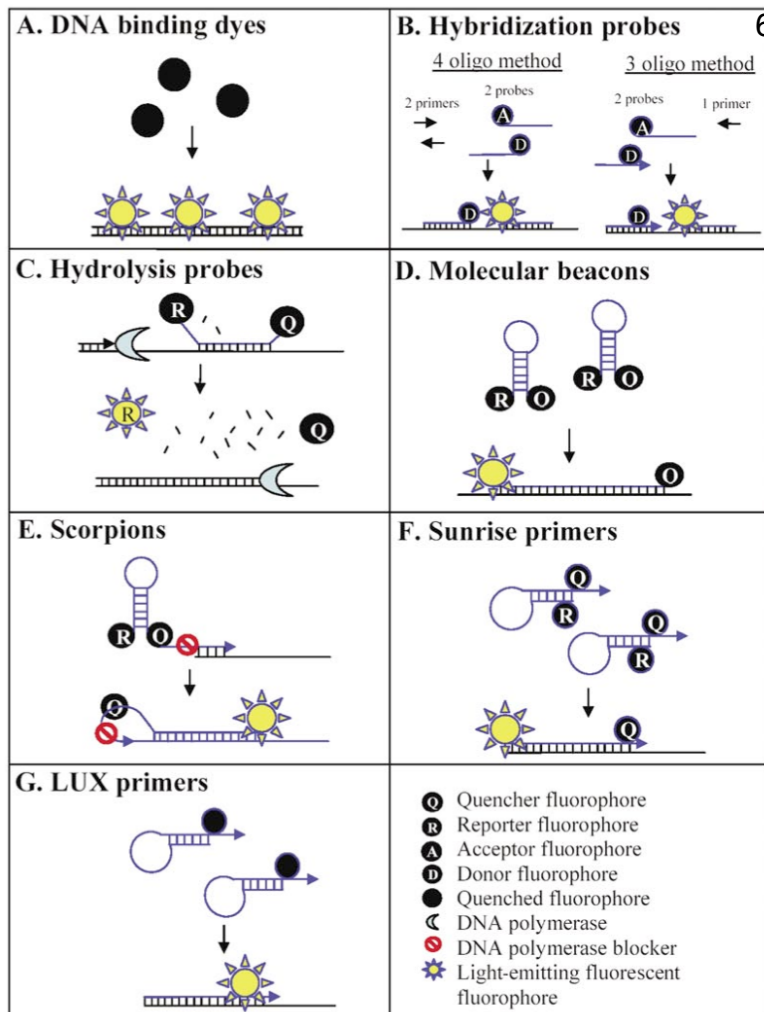 A. DNA binding dyes
B. Hybridization probes
6
4 oligo method
3 oligo method
2 primers
2 probes
2 probes
1 primer
A
D
A
D
D
D
C. Hydrolysis probes
R
Q
R
Q
D. Molecular beacons
R O
R O
O
E. Scorpions
R O
Q
F. Sunrise primers
Q
R
Q
R
Q
G. LUX primers
Q Quencher fluorophore
R Reporter fluorophore
A Acceptor fluorophore
D Donor fluorophore
Quenched fluorophore
DNA polymerase
DNA polymerase blocker
Light-emitting fluorescent
fluorophore